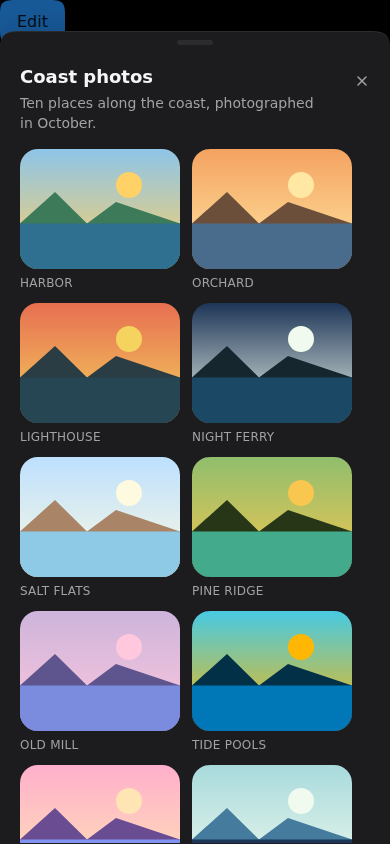 Edit
Coast photos
Ten places along the coast, photographed
in October.
HARBOR
ORCHARD
LIGHTHOUSE
NIGHT FERRY
SALT FLATS
PINE RIDGE
OLD MILL
TIDE POOLS